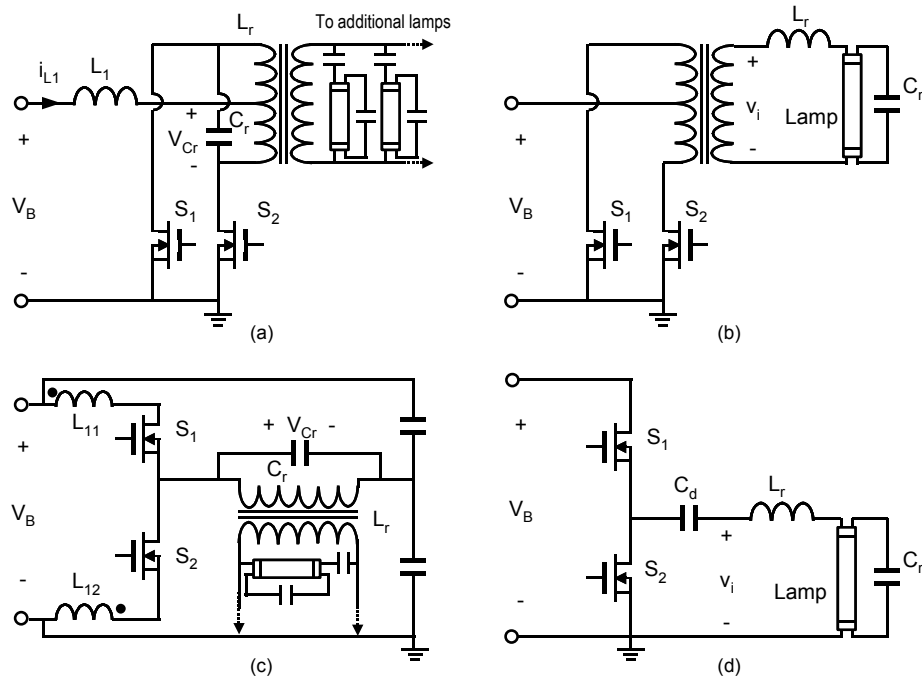 L_r
To additional lamps
i_L1
L_1
+
+
C_r
V_Cr
-
V_B
S_1
S_2
-
(a)
L_r
+
v_i
Lamp
C_r
-
+
V_B
S_1
S_2
-
(b)
L_11
+
S_1
+ V_Cr -
C_r
V_B
L_r
S_2
-
L_12
(c)
+
S_1
C_d
L_r
V_B
+
S_2
v_i
Lamp
C_r
-
-
(d)